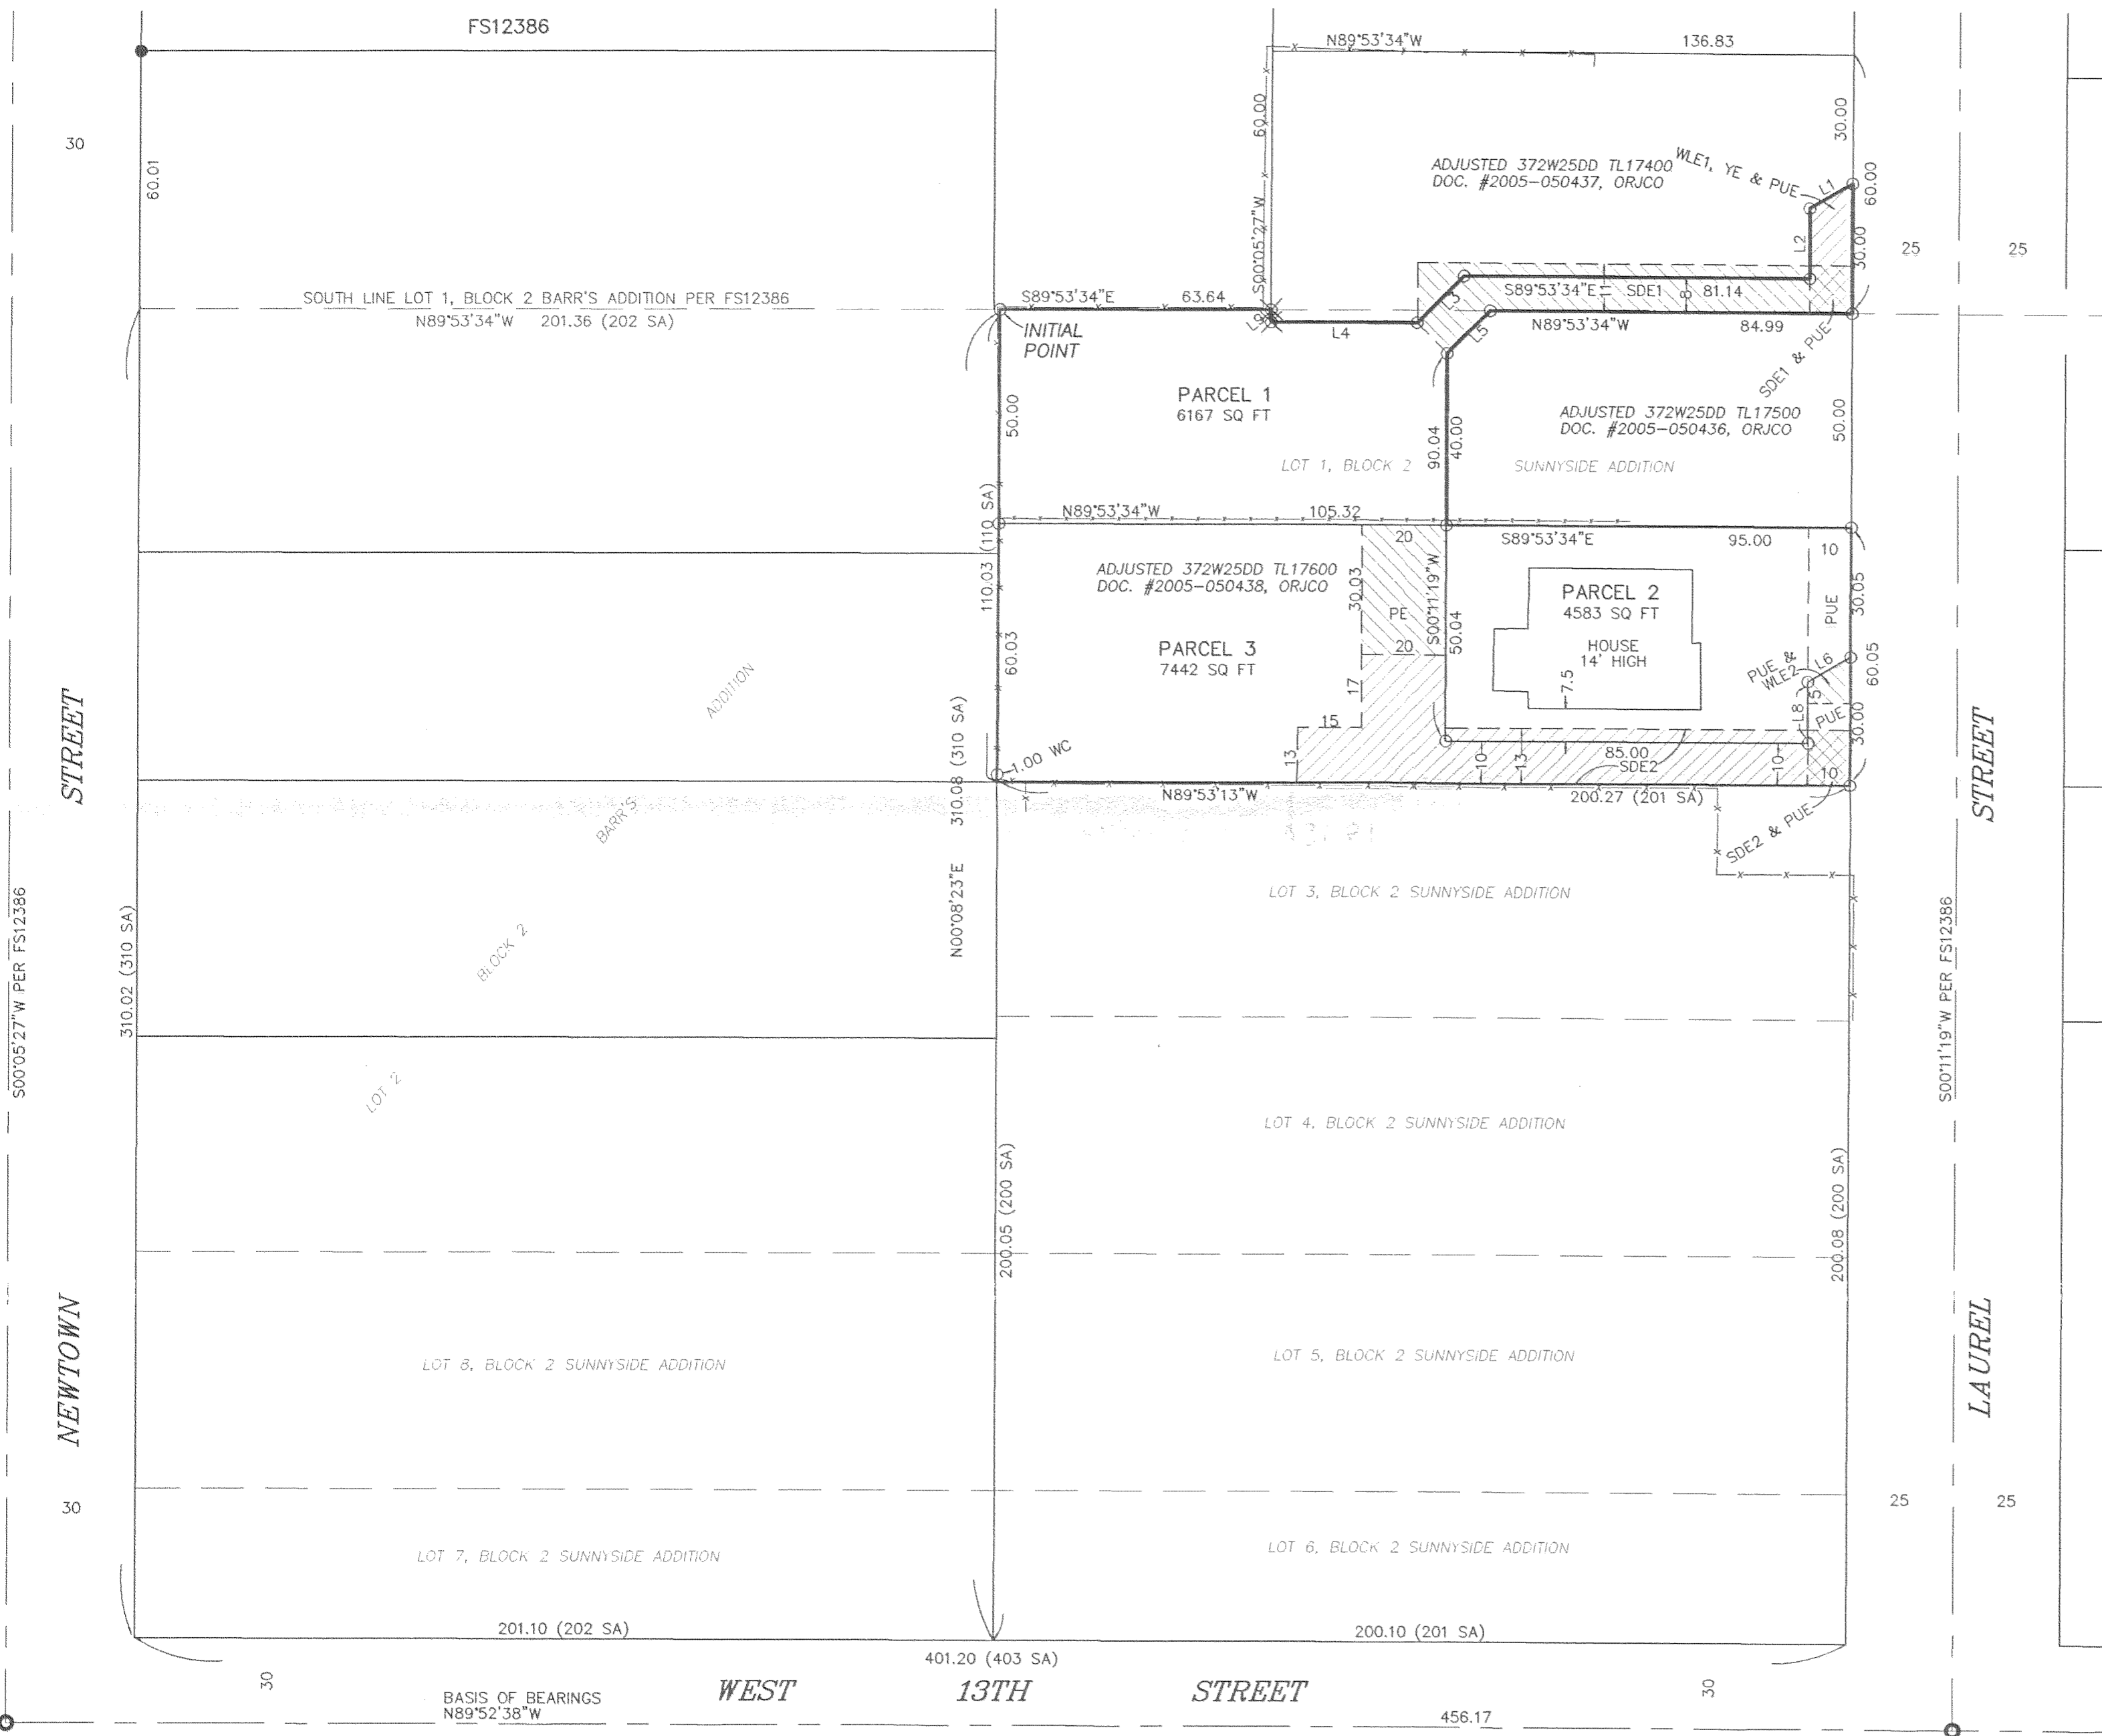 FS12386
N89°53'34"W 136.83
30
60.01
60.00
30.00
ADJUSTED 372W25DD TL17400
DOC. #2005-050437, ORJCO
WLE1, YE & PUE
L1
60.00
S00°05'27"W
L2
30.00
25
25
SOUTH LINE LOT 1, BLOCK 2 BARR'S ADDITION PER FS12386
N89°53'34"W 201.36 (202 SA)
S89°53'34"E 63.64
L9
L4
L3
S89°53'34"E 11 SDE1 8 81.14
INITIAL
POINT
L5
N89°53'34"W 84.99
SDE1 & PUE
PARCEL 1
6167 SQ FT
50.00
90.04
40.00
ADJUSTED 372W25DD TL17500
DOC. #2005-050436, ORJCO
50.00
LOT 1, BLOCK 2 SUNNYSIDE ADDITION
110.03 (110 SA)
N89°53'34"W 105.32
S89°53'34"E 95.00
20
10
ADJUSTED 372W25DD TL17600
DOC. #2005-050438, ORJCO
30.03
PE
20
S00°11'19"W
50.04
PARCEL 2
4583 SQ FT
HOUSE
14' HIGH
7.5
PUE
30.05
60.05
PARCEL 3
7442 SQ FT
60.03
17
15
13
PUE &
WLE2
L6
L8
15
PUE
30.00
1.00 WC
10
13
85.00
SDE2
10
10
N89°53'13"W 200.27 (201 SA)
SDE2 & PUE
STREET
STREET
ADDITION
BARR'S
BLOCK 2
LOT 2
310.08 (310 SA)
N00°08'23"E
LOT 3, BLOCK 2 SUNNYSIDE ADDITION
S00°05'27"W PER FS12386
310.02 (310 SA)
S00°11'19"W PER FS12386
LOT 4, BLOCK 2 SUNNYSIDE ADDITION
200.05 (200 SA)
200.08 (200 SA)
NEWTOWN
LAUREL
LOT 8, BLOCK 2 SUNNYSIDE ADDITION
LOT 5, BLOCK 2 SUNNYSIDE ADDITION
30
25
25
LOT 7, BLOCK 2 SUNNYSIDE ADDITION
LOT 6, BLOCK 2 SUNNYSIDE ADDITION
201.10 (202 SA)
200.10 (201 SA)
401.20 (403 SA)
30
30
WEST 13TH STREET
BASIS OF BEARINGS
N89°52'38"W
456.17